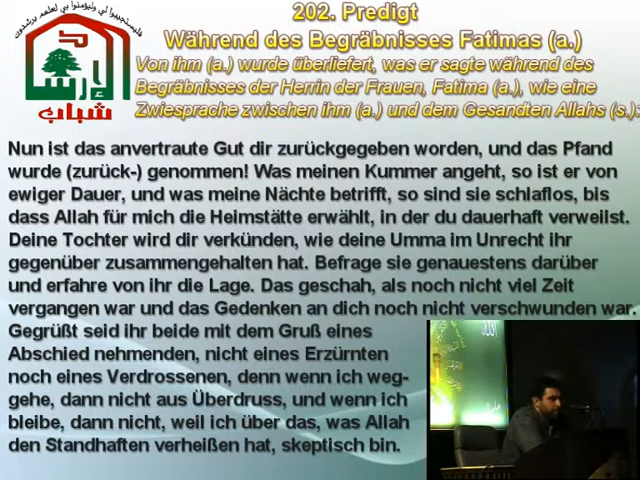 فليستجيبوا لي وليؤمنوا بي لعلهم يرشدون
الإرشاد
شباب
202. Predigt
Während des Begräbnisses Fatimas (a.)
Von ihm (a.) wurde überliefert, was er sagte während des
Begräbnisses der Herrin der Frauen, Fatima (a.), wie eine
Zwiesprache zwischen ihm (a.) und dem Gesandten Allahs (s.):
Nun ist das anvertraute Gut dir zurückgegeben worden, und das Pfand
wurde (zurück-) genommen! Was meinen Kummer angeht, so ist er von
ewiger Dauer, und was meine Nächte betrifft, so sind sie schlaflos, bis
dass Allah für mich die Heimstätte erwählt, in der du dauerhaft verweilst.
Deine Tochter wird dir verkünden, wie deine Umma im Unrecht ihr
gegenüber zusammengehalten hat. Befrage sie genauestens darüber
und erfahre von ihr die Lage. Das geschah, als noch nicht viel Zeit
vergangen war und das Gedenken an dich noch nicht verschwunden war.
Gegrüßt seid ihr beide mit dem Gruß eines
Abschied nehmenden, nicht eines Erzürnten
noch eines Verdrossenen, denn wenn ich weg-
gehe, dann nicht aus Überdruss, und wenn ich
bleibe, dann nicht, weil ich über das, was Allah
den Standhaften verheißen hat, skeptisch bin.